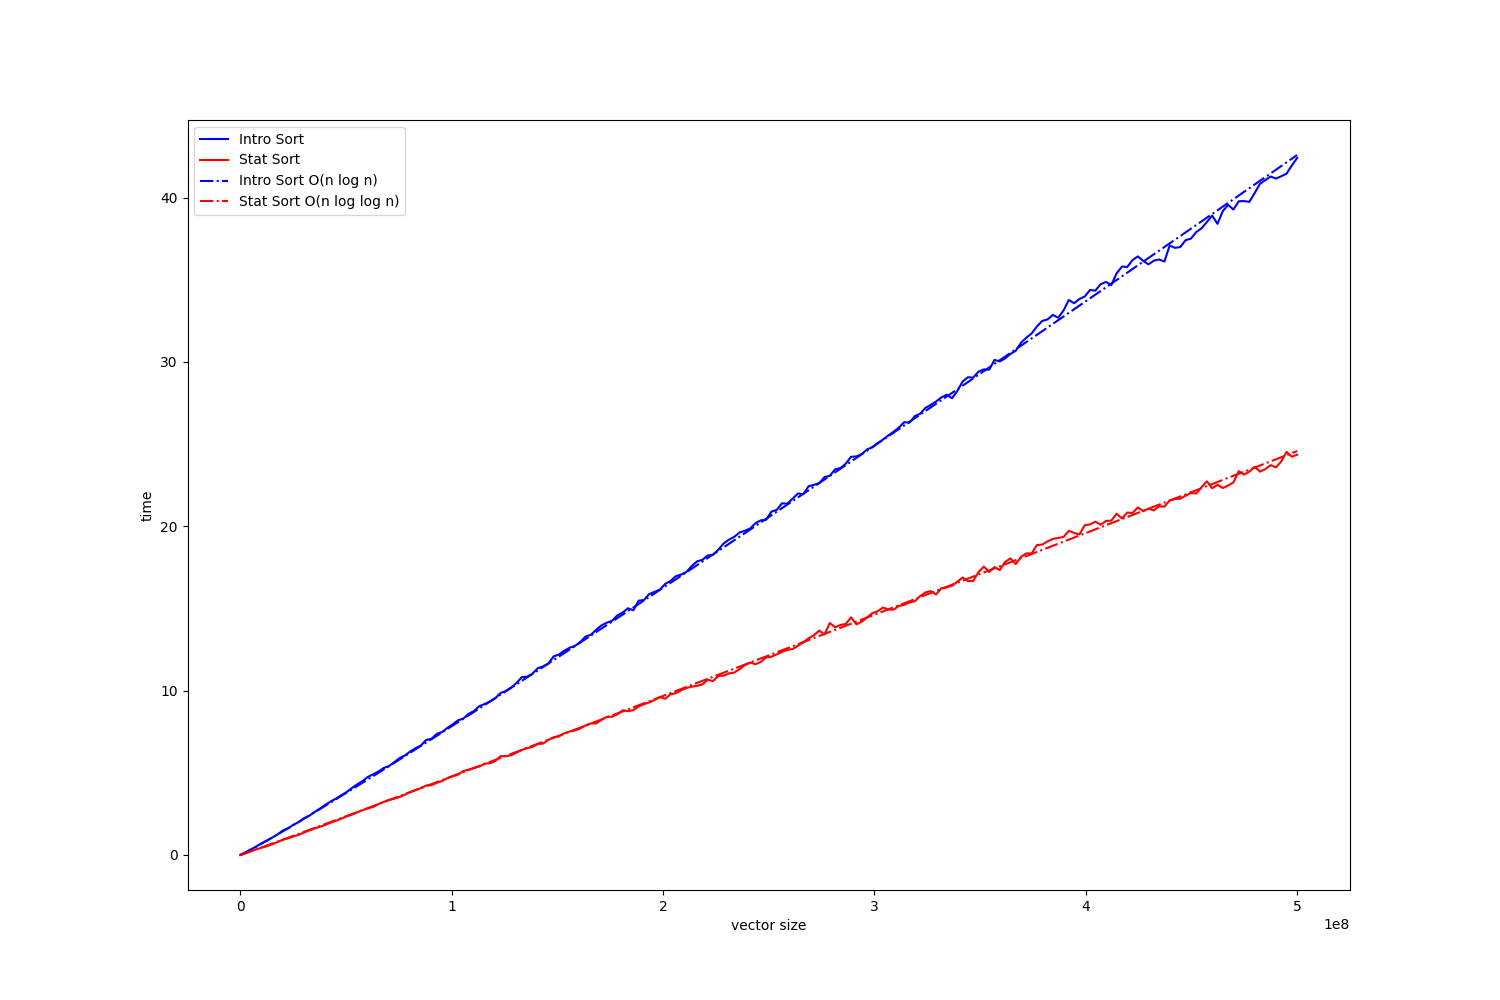 Intro Sort
Stat Sort
Intro Sort O(n log n)
Stat Sort O(n log log n)
40
30
20
10
0
time
0 1 2 3 4 5
vector size
1e8